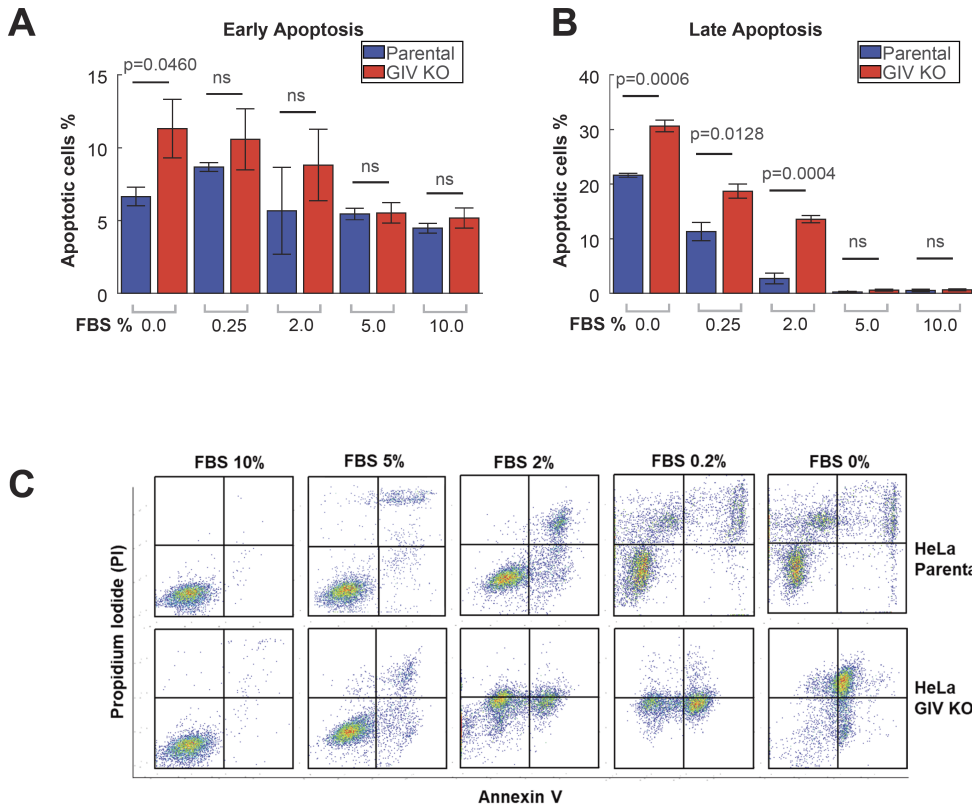 A
Early Apoptosis
Parental
GIV KO
Apoptotic cells %
15
10
5
0
p=0.0460
ns
ns
ns
ns
FBS %
0.0
0.25
2.0
5.0
10.0
B
Late Apoptosis
Parental
GIV KO
Apoptotic cells %
40
30
20
10
0
p=0.0006
p=0.0128
p=0.0004
ns
ns
FBS %
0.0
0.25
2.0
5.0
10.0
C
FBS 10%
FBS 5%
FBS 2%
FBS 0.2%
FBS 0%
Propidium Iodide (PI)
HeLa
Parenta
HeLa
GIV KO
Annexin V